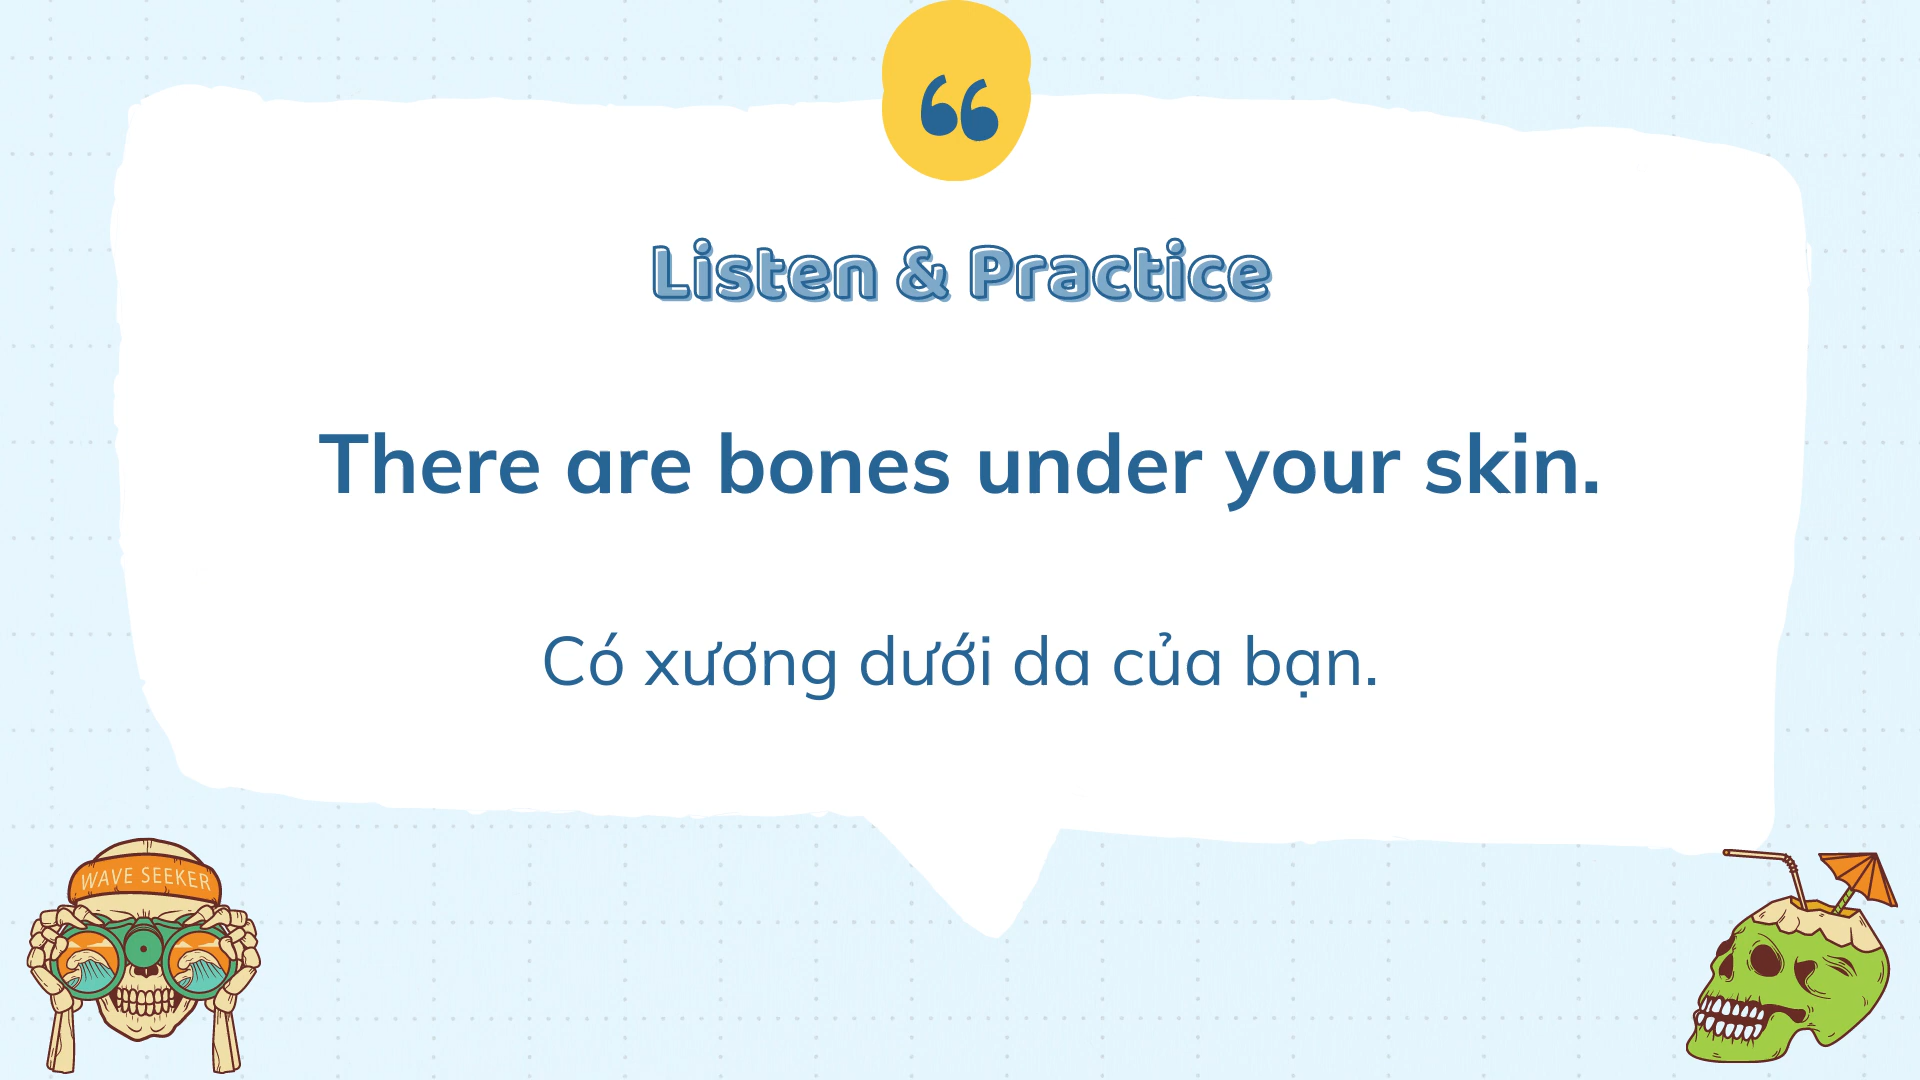 Listen & Practice
There are bones under your skin.
Có xương dưới da của bạn.
WAVE SEEKER